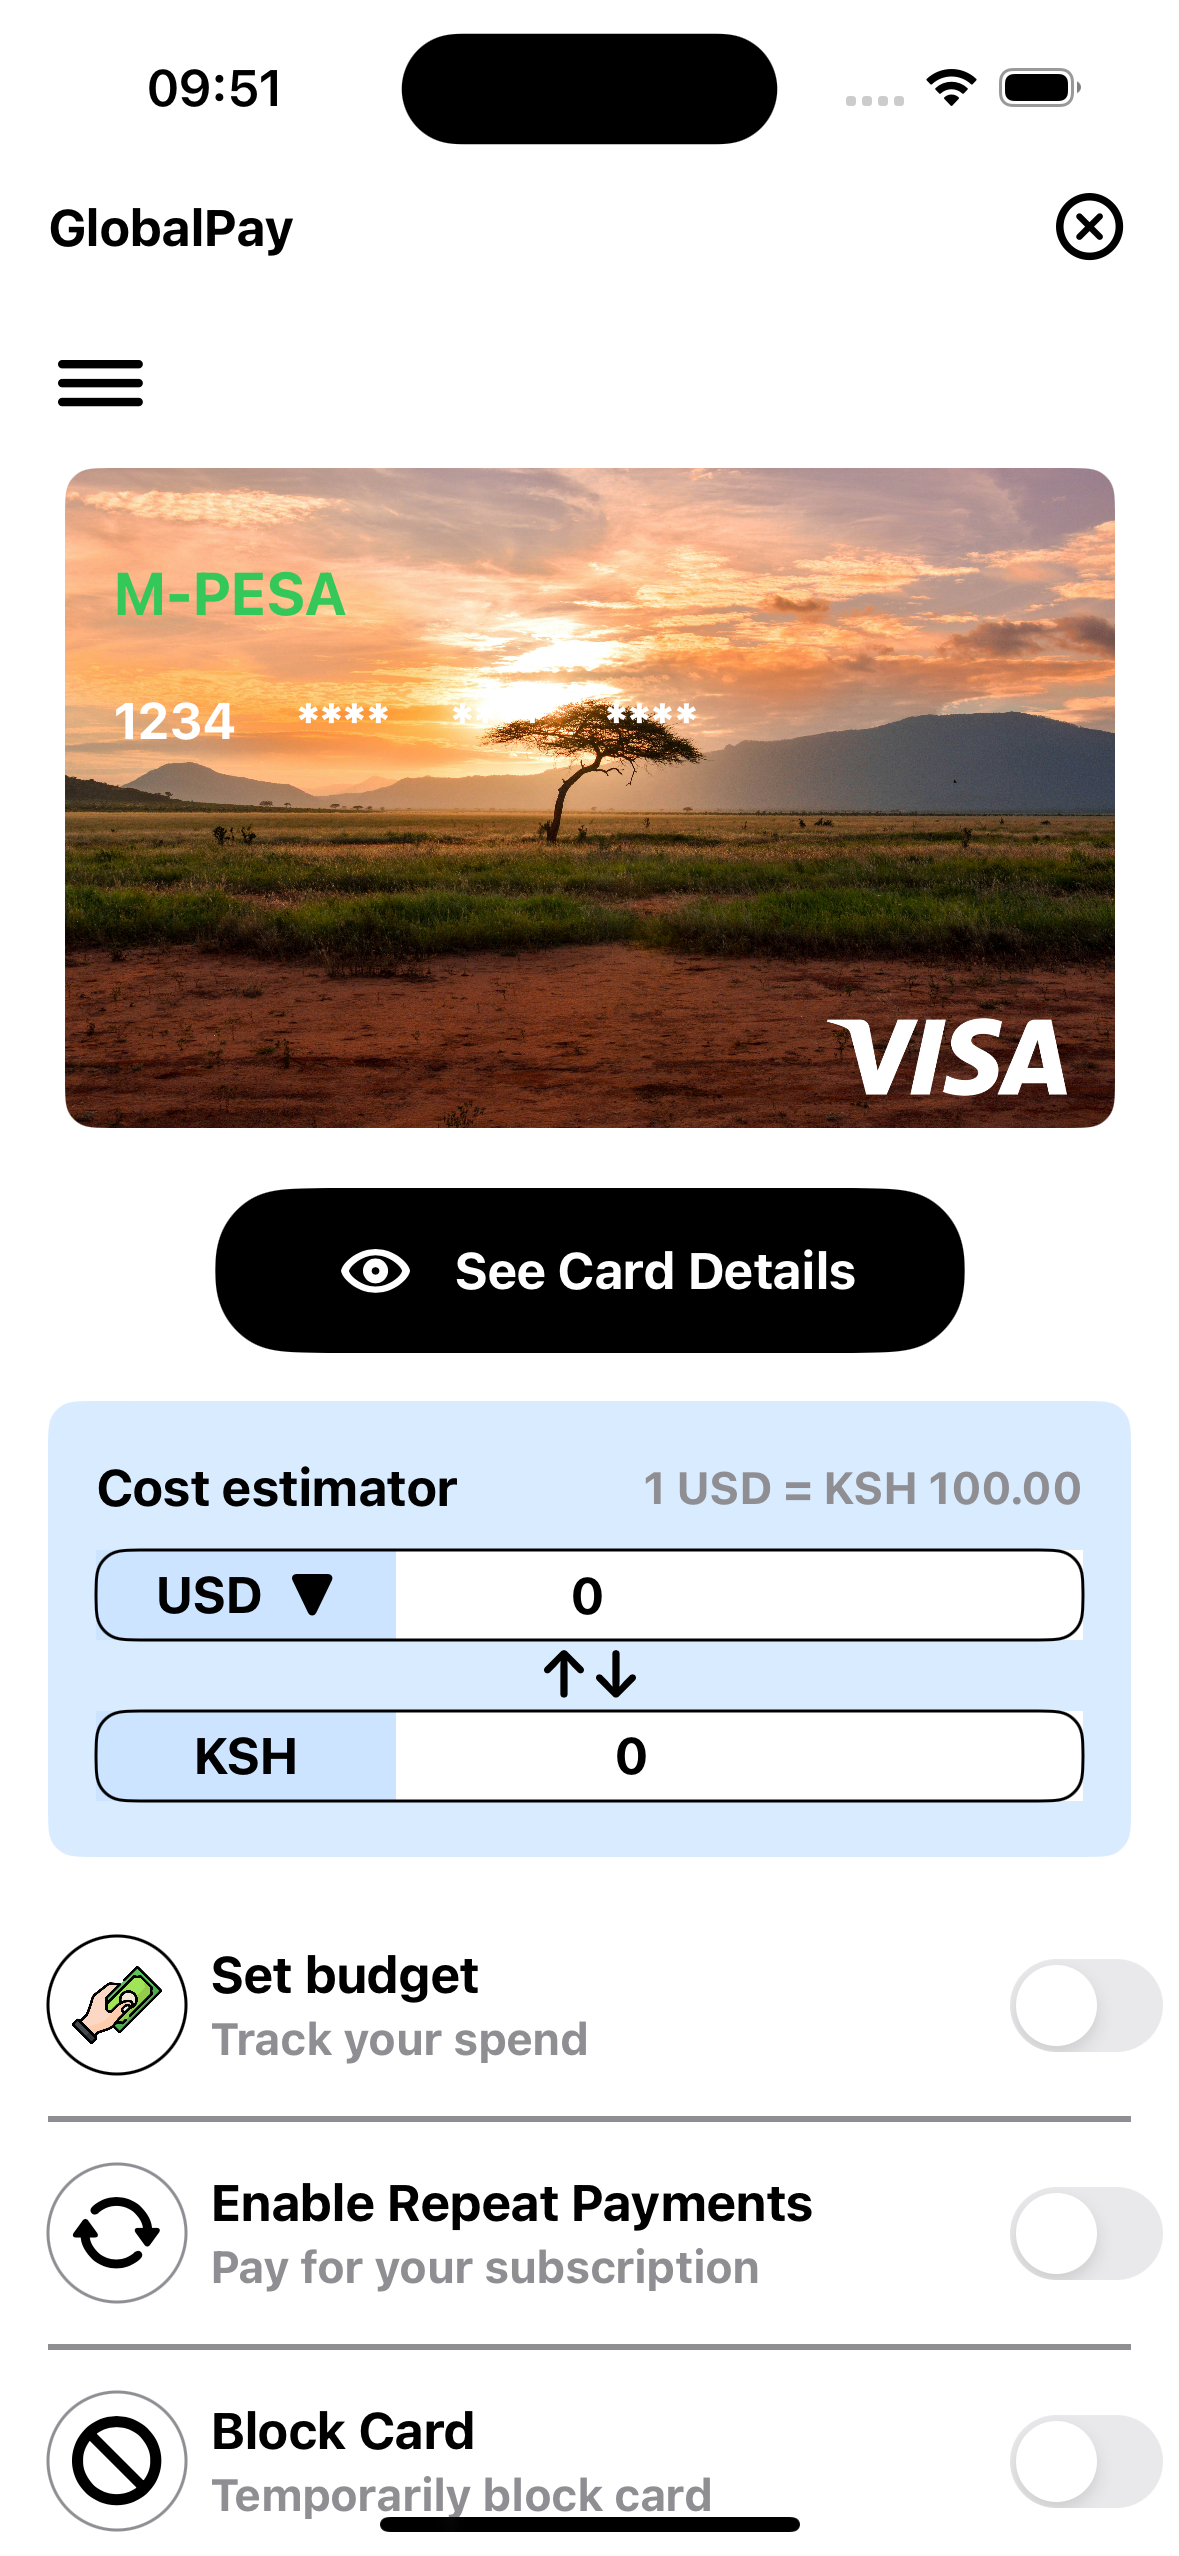 09:51
GlobalPay
M-PESA
1234 **** **** ****
VISA
See Card Details
Cost estimator 1 USD = KSH 100.00
USD 0
KSH 0
Set budget
Track your spend
Enable Repeat Payments
Pay for your subscription
Block Card
Temporarily block card